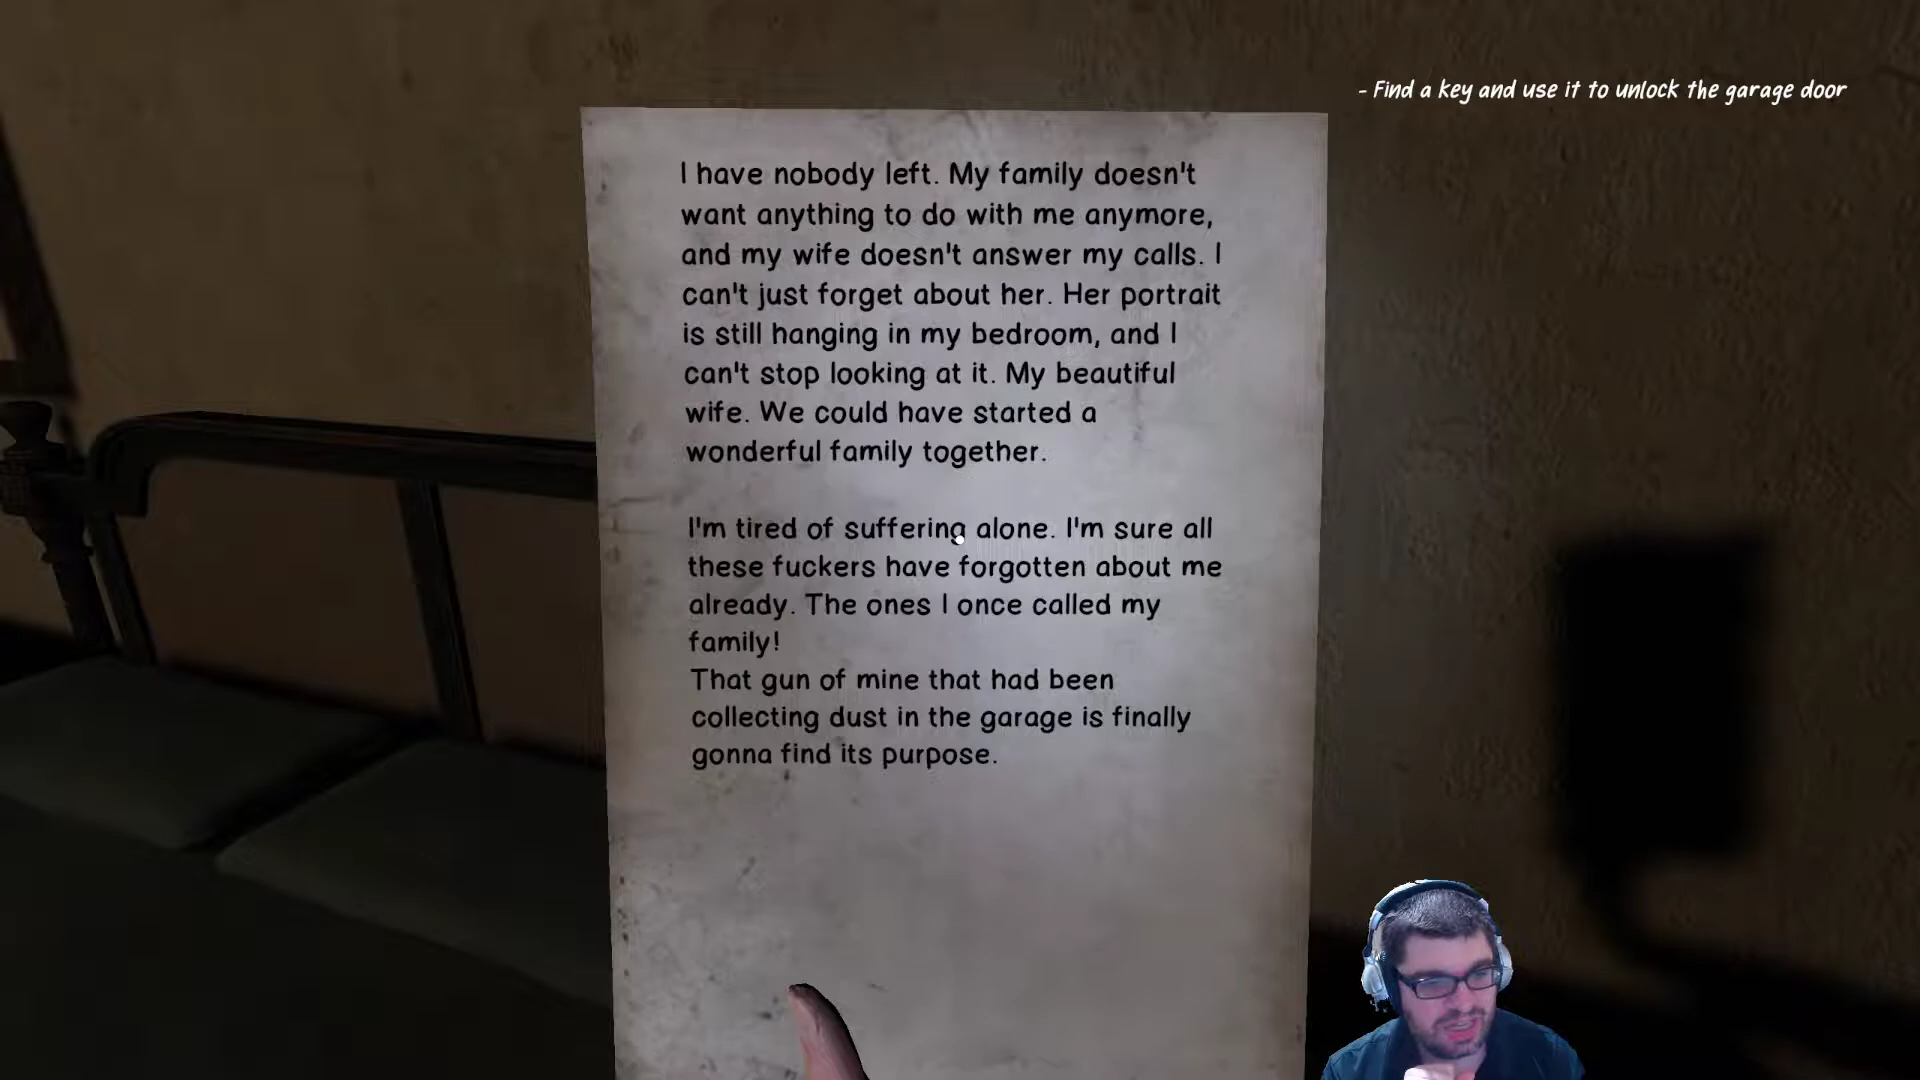 - Find a key and use it to unlock the garage door
I have nobody left. My family doesn't
want anything to do with me anymore,
and my wife doesn't answer my calls. I
can't just forget about her. Her portrait
is still hanging in my bedroom, and I
can't stop looking at it. My beautiful
wife. We could have started a
wonderful family together.
I'm tired of suffering alone. I'm sure all
these fuckers have forgotten about me
already. The ones I once called my
family!
That gun of mine that had been
collecting dust in the garage is finally
gonna find its purpose.